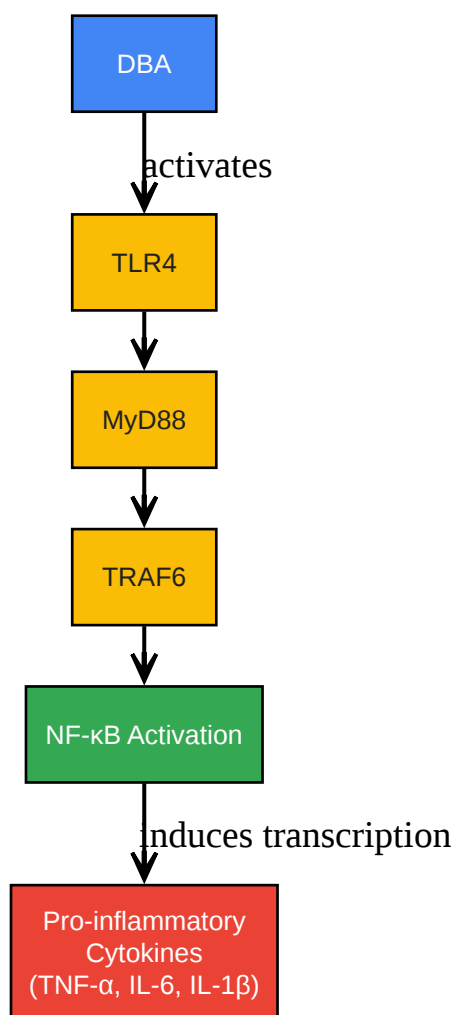 DBA
activates
TLR4
MyD88
TRAF6
NF-κB Activation
induces transcription
Pro-inflammatory
Cytokines
(TNF-α, IL-6, IL-1β)